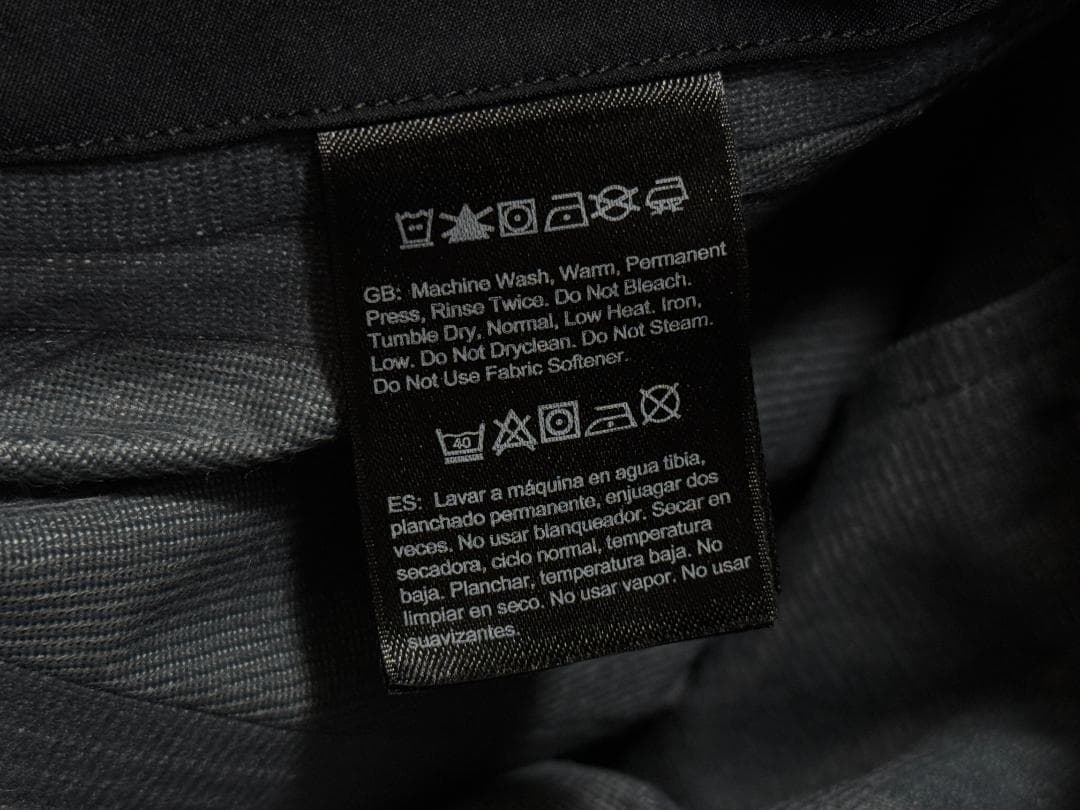 GB: Machine Wash, Warm, Permanent
Press, Rinse Twice. Do Not Bleach.
Tumble Dry, Normal, Low Heat. Iron,
Low. Do Not Dryclean. Do Not Steam.
Do Not Use Fabric Softener.
40
ES: Lavar a máquina en agua tibia,
planchado permanente, enjuagar dos
veces. No usar blanqueador. Secar en
secadora, ciclo normal, temperatura
baja. Planchar, temperatura baja. No
limpiar en seco. No usar vapor. No usar
suavizantes.